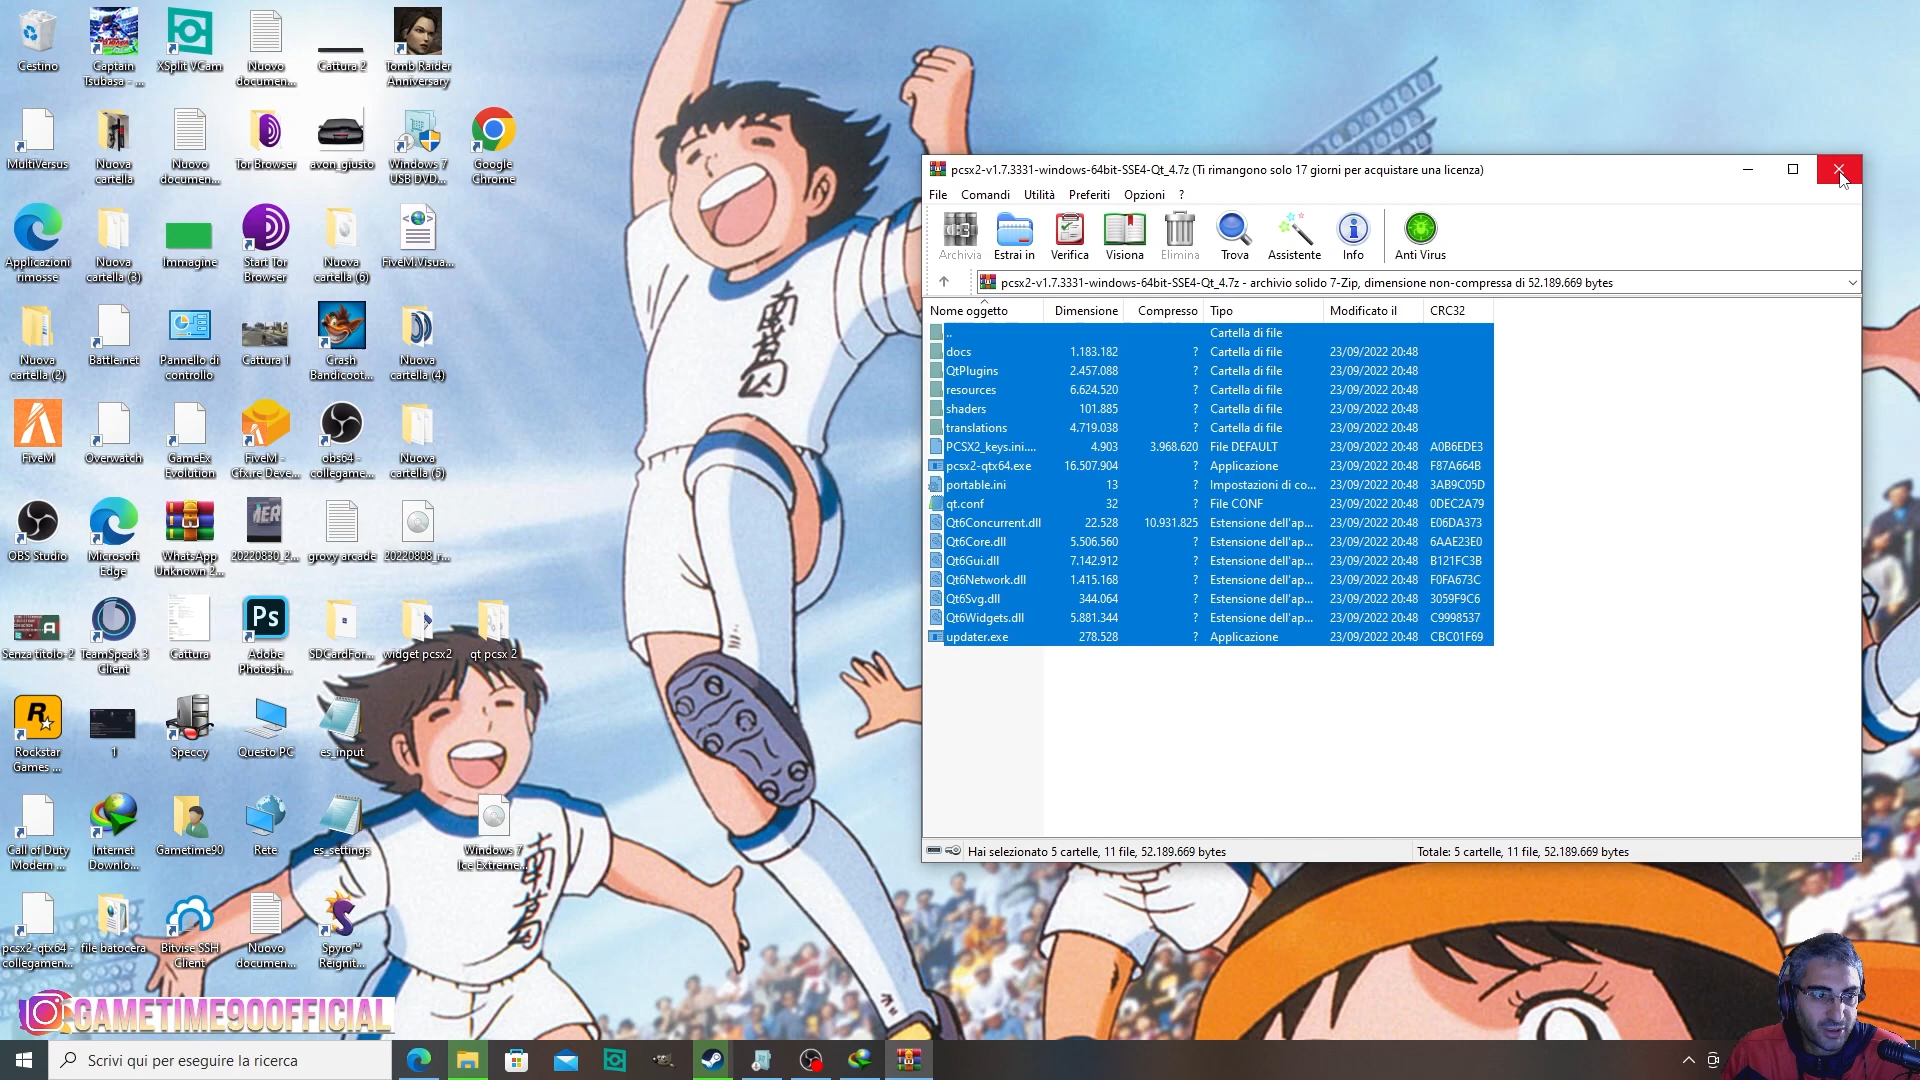 Cestino
Captain
Tsubasa - ...
XSplit VCam
Nuovo
documen...
Cattura 2
Tomb Raider
Anniversary
MultiVersus
Nuova
cartella
Nuovo
documen...
Tor Browser
avon_giusto
Windows 7
USB DVD...
Google
Chrome
Applicazioni
rimosse
Nuova
cartella (3)
Immagine
Start Tor
Browser
Nuova
cartella (6)
FiveM.Visua...
Nuova
cartella (2)
Battle.net
Pannello di
controllo
Cattura 1
Crash
Bandicoot...
Nuova
cartella (4)
FiveM
Overwatch
GameEx
Evolution
FiveM -
Cfx.re Deve...
obs64 -
collegame...
Nuova
cartella (5)
OBS Studio
Microsoft
Edge
WhatsApp
Unknown 2...
20220830_2...
grovy arcade
20220808_r...
Senza titolo-2
TeamSpeak 3
Client
Cattura
Ps
Adobe
Photosh...
SDCardFor...
widget pcsx2
qt pcsx 2
Rockstar
Games ...
1
Speccy
Questo PC
es_input
Call of Duty
Modern ...
Internet
Downlo...
Gametime90
Rete
es_settings
Windows 7
Ice Extreme...
pcsx2-qtx64 -
collegamen...
file batocera
Bitvise SSH
Client
Nuovo
documen...
Spyro™
Reignit...
GAMETIME90OFFICIAL
南葛
南葛
pcsx2-v1.7.3331-windows-64bit-SSE4-Qt_4.7z (Ti rimangono solo 17 giorni per acquistare una licenza)
File Comandi Utilità Preferiti Opzioni ?
Archivia Estrai in Verifica Visiona Elimina Trova Assistente Info Anti Virus
pcsx2-v1.7.3331-windows-64bit-SSE4-Qt_4.7z - archivio solido 7-Zip, dimensione non-compressa di 52.189.669 bytes
Nome oggetto Dimensione Compresso Tipo Modificato il CRC32
.. Cartella di file
docs 1.183.182 ? Cartella di file 23/09/2022 20:48
QtPlugins 2.457.088 ? Cartella di file 23/09/2022 20:48
resources 6.624.520 ? Cartella di file 23/09/2022 20:48
shaders 101.885 ? Cartella di file 23/09/2022 20:48
translations 4.719.038 ? Cartella di file 23/09/2022 20:48
PCSX2_keys.ini.... 4.903 3.968.620 File DEFAULT 23/09/2022 20:48 A0B6EDE3
pcsx2-qtx64.exe 16.507.904 ? Applicazione 23/09/2022 20:48 F87A664B
portable.ini 13 ? Impostazioni di co... 23/09/2022 20:48 3AB9C05D
qt.conf 32 ? File CONF 23/09/2022 20:48 0DEC2A79
Qt6Concurrent.dll 22.528 10.931.825 Estensione dell'ap... 23/09/2022 20:48 E06DA373
Qt6Core.dll 5.506.560 ? Estensione dell'ap... 23/09/2022 20:48 6AAE23E0
Qt6Gui.dll 7.142.912 ? Estensione dell'ap... 23/09/2022 20:48 B121FC3B
Qt6Network.dll 1.415.168 ? Estensione dell'ap... 23/09/2022 20:48 F0FA673C
Qt6Svg.dll 344.064 ? Estensione dell'ap... 23/09/2022 20:48 3059F9C6
Qt6Widgets.dll 5.881.344 ? Estensione dell'ap... 23/09/2022 20:48 C9998537
updater.exe 278.528 ? Applicazione 23/09/2022 20:48 CBC01F69
Hai selezionato 5 cartelle, 11 file, 52.189.669 bytes
Totale: 5 cartelle, 11 file, 52.189.669 bytes
Scrivi qui per eseguire la ricerca